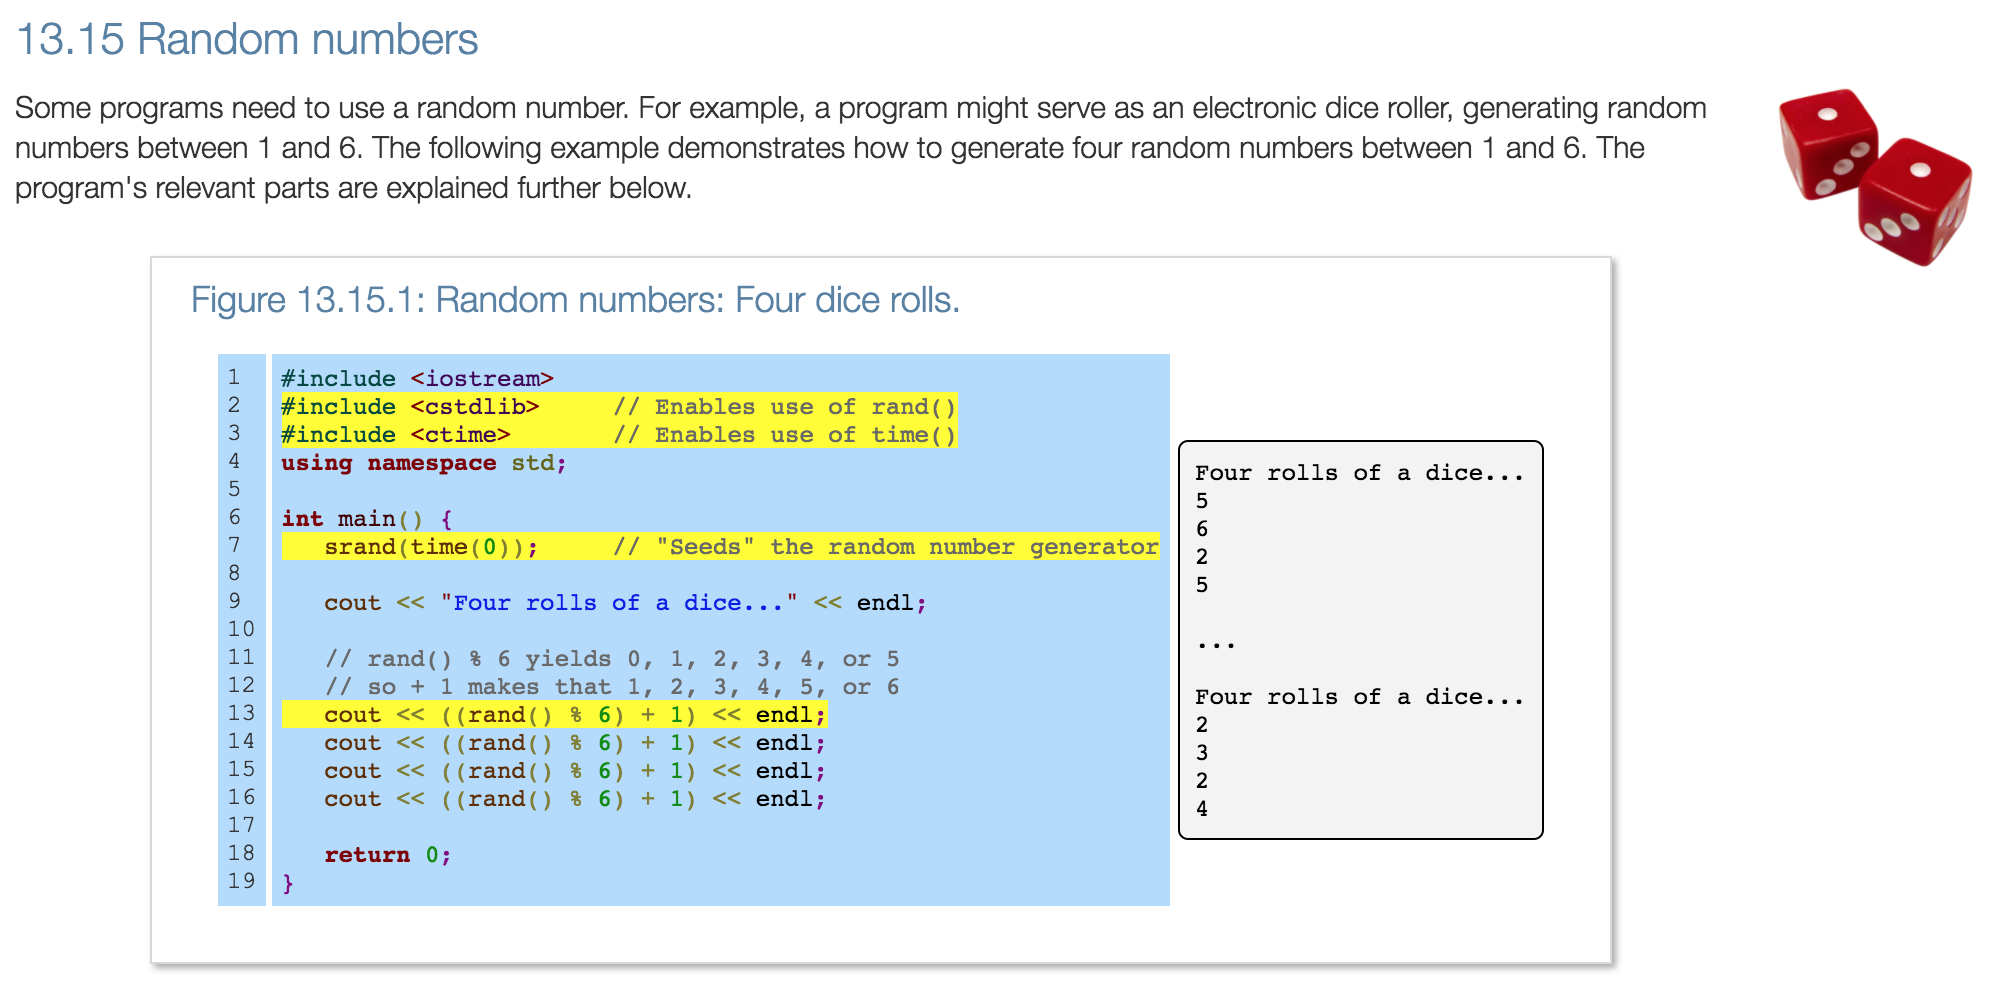 13.15 Random numbers
Some programs need to use a random number. For example, a program might serve as an electronic dice roller, generating random
numbers between 1 and 6. The following example demonstrates how to generate four random numbers between 1 and 6. The
program's relevant parts are explained further below.
Figure 13.15.1: Random numbers: Four dice rolls.
1 #include <iostream>
2 #include <cstdlib>     // Enables use of rand()
3 #include <ctime>       // Enables use of time()
4 using namespace std;
5
6 int main() {
7    srand(time(0));     // "Seeds" the random number generator
8
9    cout << "Four rolls of a dice..." << endl;
10
11    // rand() % 6 yields 0, 1, 2, 3, 4, or 5
12    // so + 1 makes that 1, 2, 3, 4, 5, or 6
13    cout << ((rand() % 6) + 1) << endl;
14    cout << ((rand() % 6) + 1) << endl;
15    cout << ((rand() % 6) + 1) << endl;
16    cout << ((rand() % 6) + 1) << endl;
17
18    return 0;
19 }
Four rolls of a dice...
5
6
2
5
...
Four rolls of a dice...
2
3
2
4